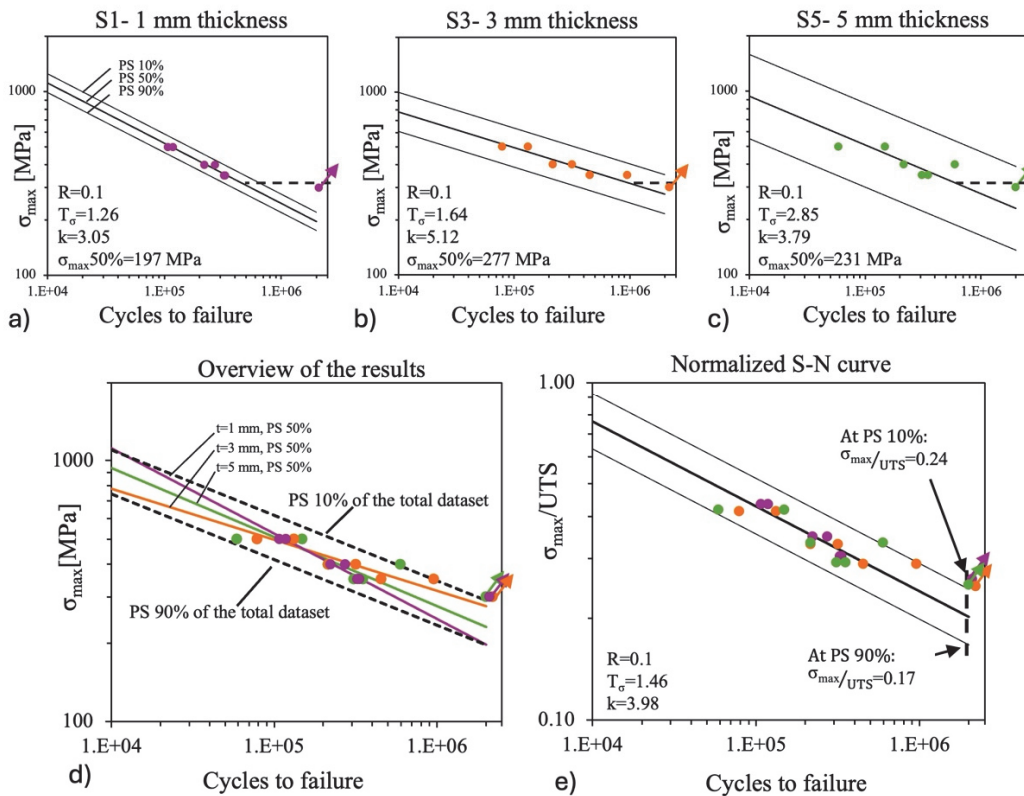 S1- 1 mm thickness
1000
100
σmax [MPa]
PS 10%
PS 50%
PS 90%
R=0.1
Tσ=1.26
k=3.05
σmax50%=197 MPa
1.E+04
1.E+05
1.E+06
Cycles to failure
a)
S3- 3 mm thickness
1000
100
σmax [MPa]
R=0.1
Tσ=1.64
k=5.12
σmax50%=277 MPa
1.E+04
1.E+05
1.E+06
Cycles to failure
b)
S5- 5 mm thickness
1000
100
σmax [MPa]
R=0.1
Tσ=2.85
k=3.79
σmax50%=231 MPa
1.E+04
1.E+05
1.E+06
Cycles to failure
c)
Overview of the results
1000
100
σmax[MPa]
t=1 mm, PS 50%
t=3 mm, PS 50%
t=5 mm, PS 50%
PS 10% of the total dataset
PS 90% of the total dataset
1.E+04
1.E+05
1.E+06
Cycles to failure
d)
Normalized S-N curve
1.00
0.10
σmax/UTS
At PS 10%:
σmax/UTS=0.24
At PS 90%:
σmax/UTS=0.17
R=0.1
Tσ=1.46
k=3.98
1.E+04
1.E+05
1.E+06
Cycles to failure
e)